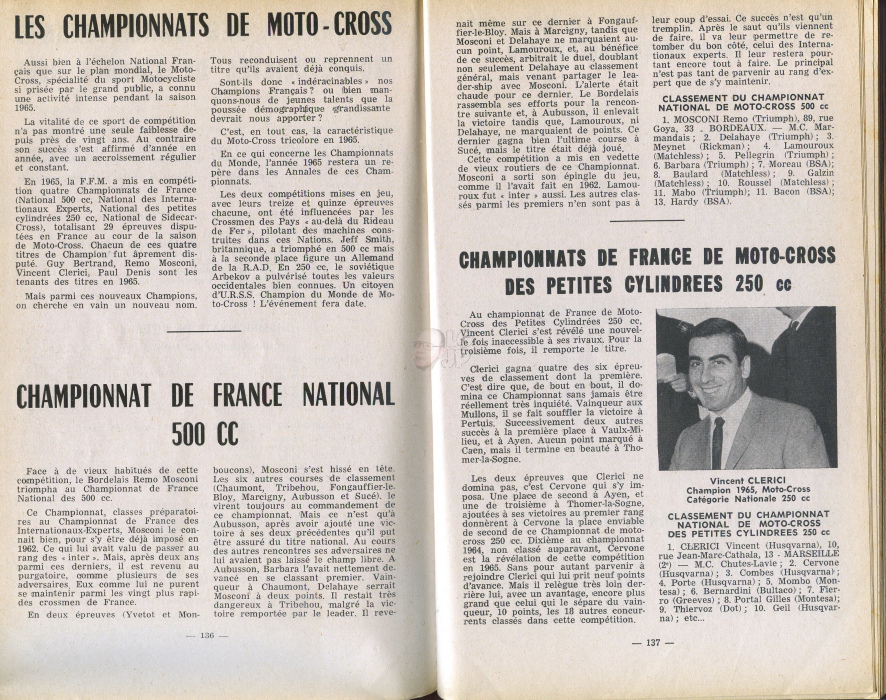 LES CHAMPIONNATS DE MOTO-CROSS
Aussi bien à l'échelon National Fran-
çais que sur le plan mondial, le Moto-
Cross, spécialité du sport Motocycliste
si prisée par le grand public, a connu
une activité intense pendant la saison
1965.
La vitalité de ce sport de compétition
n'a pas montré une seule faiblesse de-
puis près de vingt ans. Au contraire
son succès s'est affirmé d'année en
année, avec un accroissement régulier
et constant.
En 1965, la F.F.M. a mis en compéti-
tion quatre Championnats de France
(National 500 cc, National des Interna-
tionaux Experts, National des petites
cylindrées 250 cc, National de Sidecar-
Cross), totalisant 29 épreuves dispu-
tées en France au cour de la saison
de Moto-Cross. Chacun de ces quatre
titres de Champion fut âprement dis-
puté. Guy Bertrand, Remo Mosconi,
Vincent Clerici, Paul Denis sont les
tenants des titres en 1965.
Mais parmi ces nouveaux Champions,
on cherche en vain un nouveau nom.
Tous reconduisent ou reprennent un
titre qu'ils avaient déjà conquis.
Sont-ils donc « indéracinables » nos
Champions Français ? ou bien man-
quons-nous de jeunes talents que la
poussée démographique grandissante
devrait nous apporter ?
C'est, en tout cas, la caractéristique
du Moto-Cross tricolore en 1965.
En ce qui concerne les Championnats
du Monde, l'année 1965 restera un re-
père dans les Annales de ces Cham-
pionnats.
Les deux compétitions mises en jeu,
avec leurs treize et quinze épreuves
chacune, ont été influencées par les
Crossmen des Pays « au-delà du Rideau
de Fer », pilotant des machines cons-
truites dans ces Nations. Jeff Smith,
britannique, a triomphé en 500 cc mais
à la seconde place figure un Allemand
de la R.A.D. En 250 cc, le soviétique
Arbekov a pulvérisé toutes les valeurs
occidentales bien connues. Un citoyen
d'U.R.S.S. Champion du Monde de Mo-
to-Cross ! L'événement fera date.
CHAMPIONNAT DE FRANCE NATIONAL
500 CC
Face à de vieux habitués de cette
compétition, le Bordelais Remo Mosconi
triompha au Championnat de France
National des 500 cc.
Ce Championnat, classes préparatoi-
res au Championnat de France des
Internationaux-Experts, Mosconi le con-
nait bien, pour s'y être déjà imposé en
1962. Ce qui lui avait valu de passer au
rang des « inter ». Mais, après deux ans
parmi ces derniers, il est revenu au
purgatoire, comme plusieurs de ses
adversaires. Eux comme lui ne purent
se maintenir parmi les vingt plus rapi-
des crossmen de France.
En deux épreuves (Yvetot et Mon-
boucons), Mosconi s'est hissé en tête.
Les six autres courses de classement
(Chaumont, Tribehou, Fongauffier-le-
Bloy, Marcigny, Aubusson et Sucé). le
virent toujours au commandement de
ce championnat. Mais ce n'est qu'à
Aubusson, après avoir ajouté une vic-
toire à ses deux précédentes qu'il put
être assuré du titre national. Au cours
des autres rencontres ses adversaires ne
lui avaient pas laissé le champ libre. A
Aubusson, Barbara l'avait nettement de-
vancé en se classant premier. Vain-
queur à Chaumont, Delahaye serrait
Mosconi à deux points. Il restait très
dangereux à Tribehou, malgré la vic-
toire remportée par le leader. Il reve-
— 136 —
nait même sur ce dernier à Fongauf-
fier-le-Bloy. Mais à Marcigny, tandis que
Mosconi et Delahaye ne marquaient au-
cun point, Lamouroux, et, au bénéfice
de ce succès, arbitrait le duel, doublant
non seulement Delahaye au classement
général, mais venant partager le lea-
der-ship avec Mosconi. L'alerte était
chaude pour ce dernier. Le Bordelais
rassembla ses efforts pour la rencon-
tre suivante et, à Aubusson, il enlevait
la victoire tandis que, Lamouroux, ni
Delahaye, ne marquaient de points. Ce
dernier gagna bien l'ultime course à
Sucé, mais le titre était déjà joué.
Cette compétition a mis en vedette
de vieux routiers de ce Championnat.
Mosconi a sorti son épingle du jeu,
comme il l'avait fait en 1962. Lamou-
roux fut « inter » aussi. Les autres clas-
sés parmi les premiers n'en sont pas à
leur coup d'essai. Ce succès n'est qu'un
tremplin. Après le saut qu'ils viennent
de faire, il va leur permettre de re-
tomber du bon côté, celui des Interna-
tionaux experts. Il leur restera pour-
tant encore tout à faire. Le principal
n'est pas tant de parvenir au rang d'ex-
pert que de s'y maintenir.
CLASSEMENT DU CHAMPIONNAT
NATIONAL DE MOTO-CROSS 500 cc
1. MOSCONI Remo (Triumph), 89, rue
Goya, 33 . BORDEAUX. — M.C. Mar-
mandais ; 2. Delahaye (Triumph) ; 3.
Meynet (Rickman) ; 4. Lamouroux
(Matchless) ; 5. Pellegrin (Triumph) ;
6. Barbara (Triumph) ; 7. Moreau (BSA);
8. Baulard (Matchless) ; 9. Galzin
(Matchless) ; 10. Roussel (Matchless) ;
11. Mabo (Triumph); 11. Bacon (BSA);
13. Hardy (BSA).
CHAMPIONNATS DE FRANCE DE MOTO-CROSS
DES PETITES CYLINDREES 250 cc
Au championnat de France de Moto-
Cross des Petites Cylindrées 250 cc,
Vincent Clerici s'est révélé une nouvel-
le fois inaccessible à ses rivaux. Pour la
troisième fois, il remporte le titre.
Clerici gagna quatre des six épreu-
ves de classement dont la première.
C'est dire que, de bout en bout, il do-
mina ce Championnat sans jamais être
réellement très inquiété. Vainqueur aux
Mullons, il se fait souffler la victoire à
Pertuis. Successivement deux autres
succès à la première place à Vaulx-Mi-
lieu, et à Ayen. Aucun point marqué à
Caen, mais il termine en beauté à Tho-
mer-la-Sogne.
Les deux épreuves que Clerici ne
domina pas, c'est Cervone qui s'y im-
posa. Une place de second à Ayen, et
une de troisième à Thomer-la-Sogne,
ajoutées à ses victoires au premier rang
donnèrent à Cervone la place enviable
de second de ce Championnat de moto-
cross 250 cc. Dixième au championnat
1964, non classé auparavant, Cervone
est la révélation de cette compétition
en 1965. Sans pour autant parvenir à
rejoindre Clerici qui lui prit neuf points
d'avance. Mais il relègue très loin der-
rière lui, avec un avantage, encore plus
grand que celui qui le sépare du vain-
queur, 10 points, les 18 autres concur-
rents classés dans cette compétition.
Vincent CLERICI
Champion 1965, Moto-Cross
Catégorie Nationale 250 cc
CLASSEMENT DU CHAMPIONNAT
NATIONAL DE MOTO-CROSS
DES PETITES CYLINDREES 250 cc
1. CLERICI Vincent (Husqvarna), 10,
rue Jean-Marc-Cathala, 13 - MARSEILLE
(2e) — M.C. Chutes-Lavie ; 2. Cervone
(Husqvarna) ; 3. Combes (Husqvarna) ;
4. Porte (Husqvarna) ; 5. Mombo (Mon-
tesa) ; 6. Bernardini (Bultaco) ; 7. Fier-
ro (Greeves) ; 8. Portal Gilles (Montesa);
9. Thiervoz (Dot) ; 10. Geil (Husqvar-
na) ; etc...
— 137 —